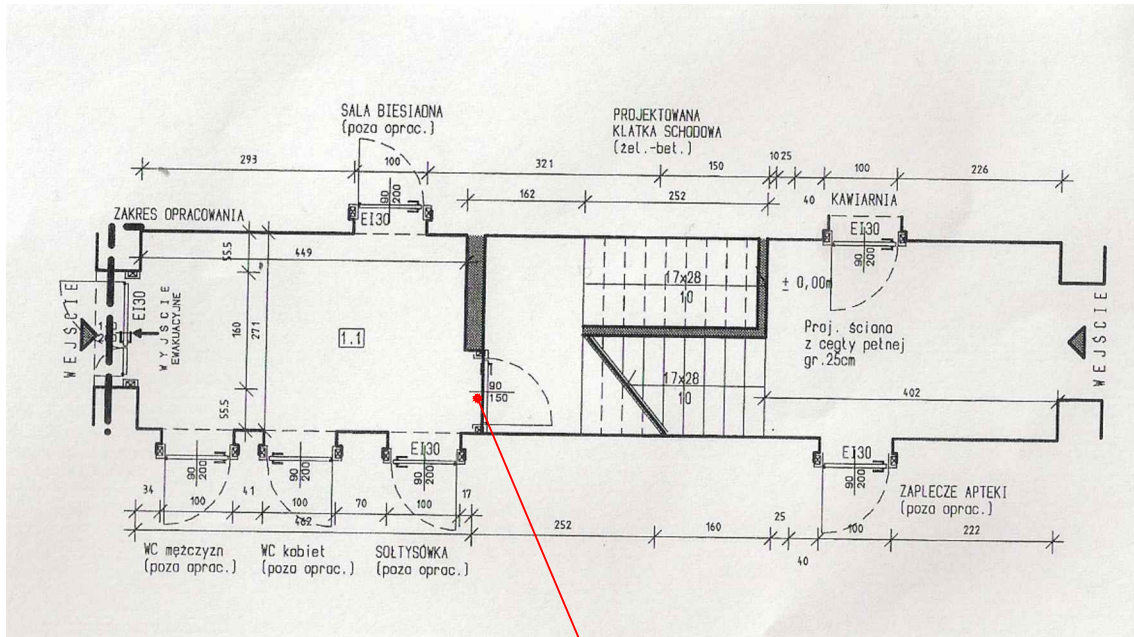 SALA BIESIADNA
(poza oprac.)
PROJEKTOWANA
KLATKA SCHODOWA
(żel.-bet.)
293
100
321
150
10 25
100
226
162
252
40
KAWIARNIA
90
200
EI30
ZAKRES OPRACOWANIA
EI30
90
200
55.5
449
17x28
10
± 0,00m
WEJŚCIE
EI30
WYJŚCIE
EWAKUACYJNE
160
271
1.1
Proj. ściana
z cegły pełnej
gr.25cm
WEJŚCIE
90
150
17x28
10
402
55.5
90
200
90
200
EI30
90
200
EI30
90
200
34
100
41
100
70
100
17
462
252
160
25
40
100
222
ZAPLECZE APTEKI
(poza oprac.)
WC mężczyzn
(poza oprac.)
WC kobiet
(poza oprac.)
SOŁTYSÓWKA
(poza oprac.)